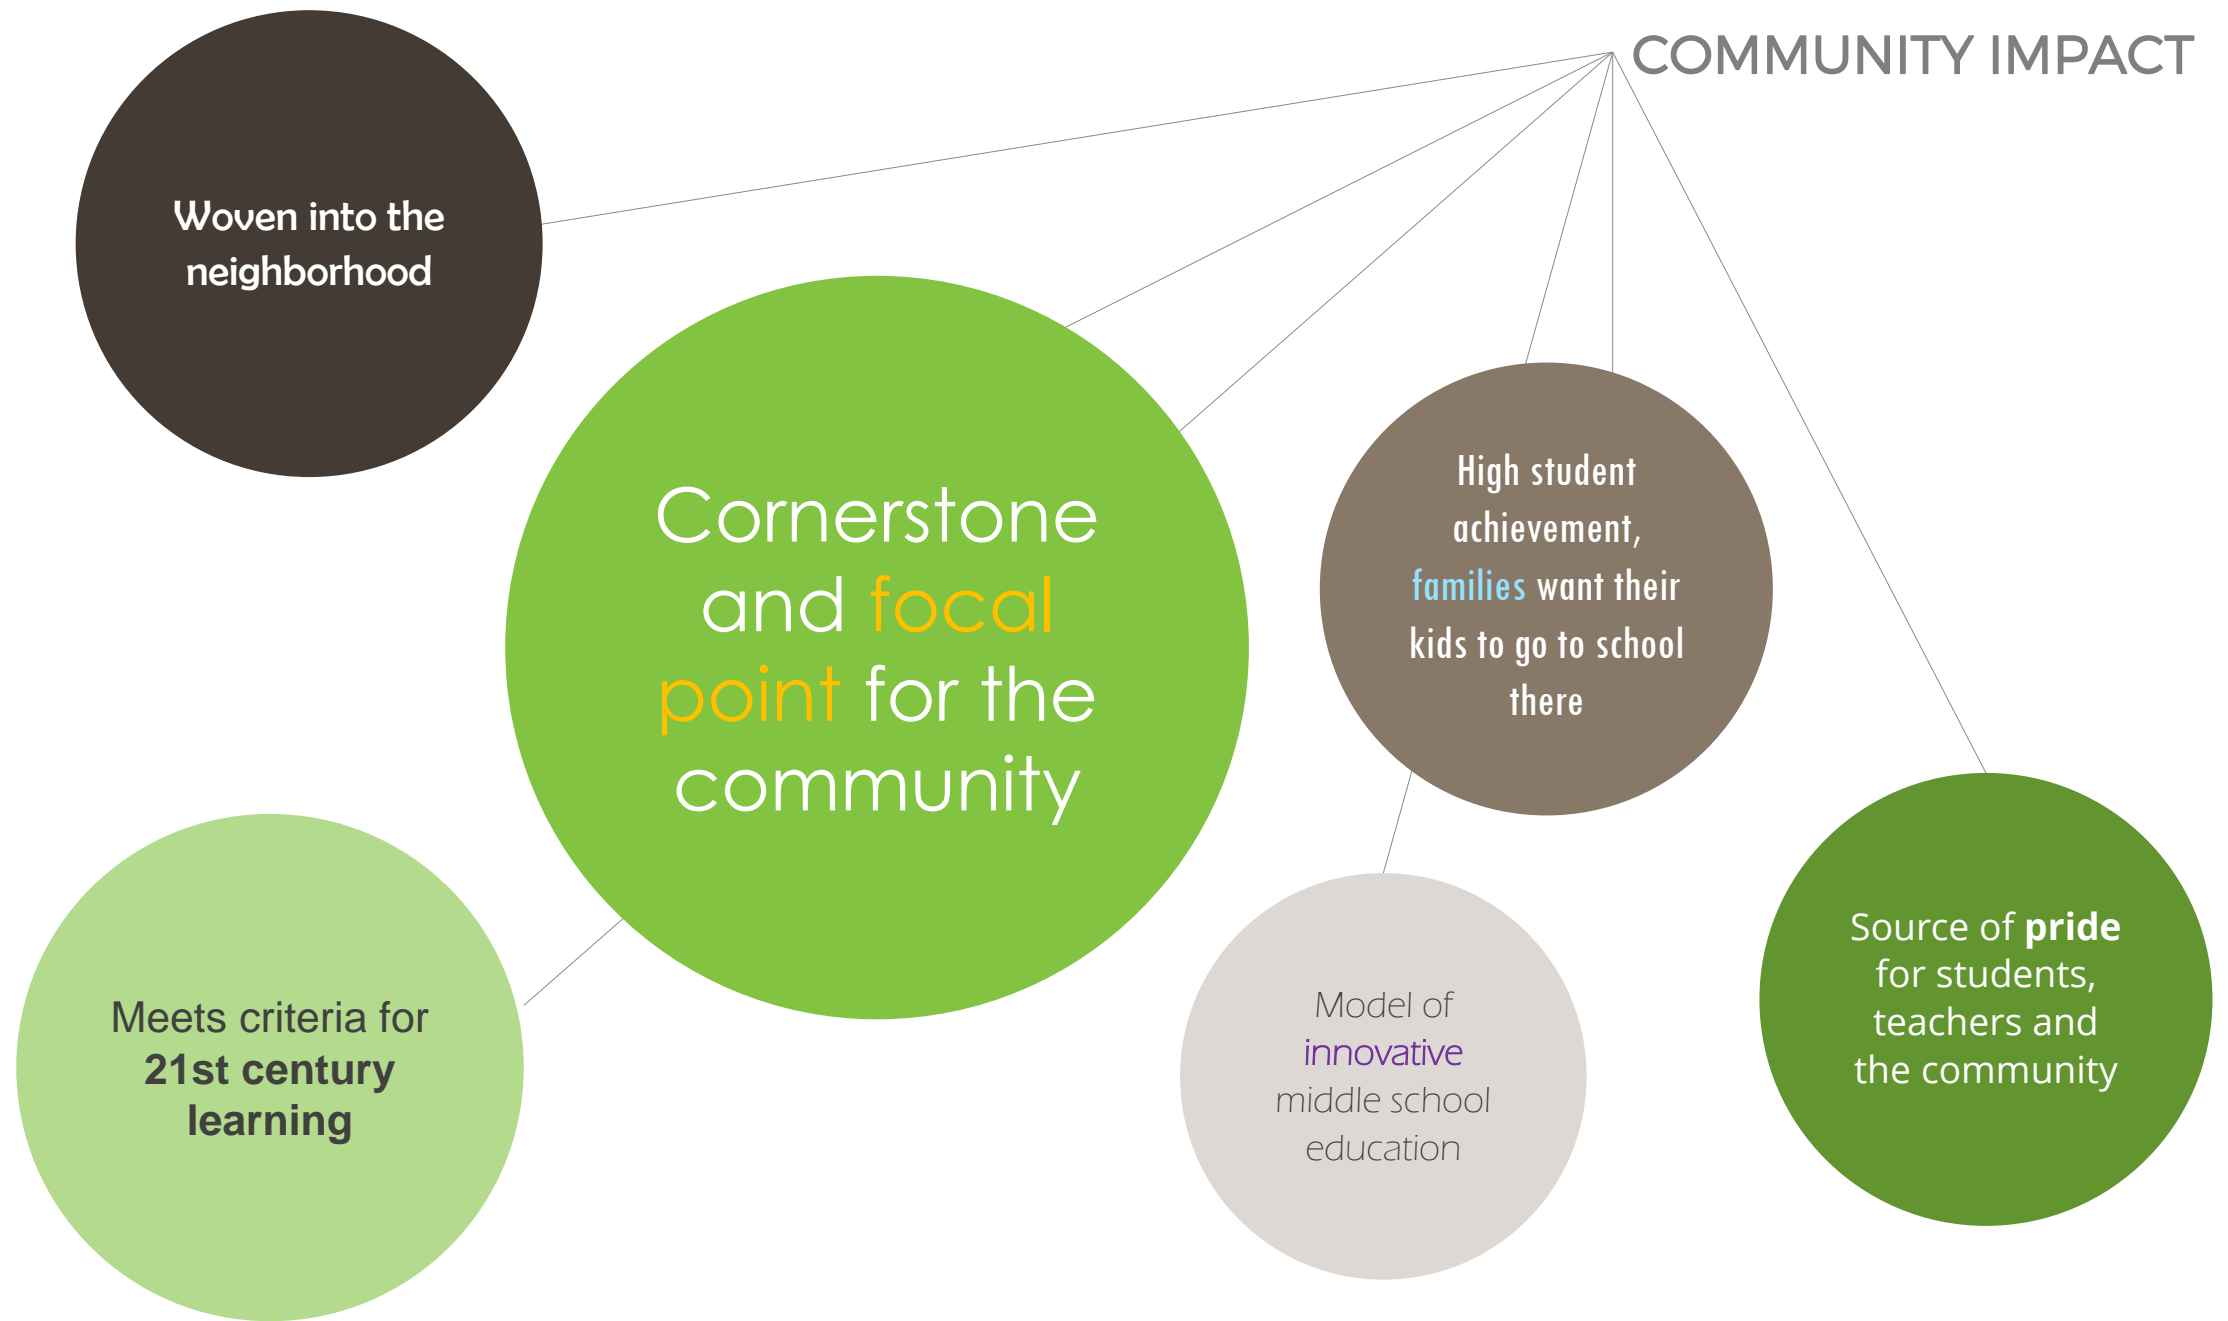 COMMUNITY IMPACT
Woven into the
neighborhood
Cornerstone
and focal
point for the
community
High student
achievement,
families want their
kids to go to school
there
Meets criteria for
21st century
learning
Model of
innovative
middle school
education
Source of pride
for students,
teachers and
the community